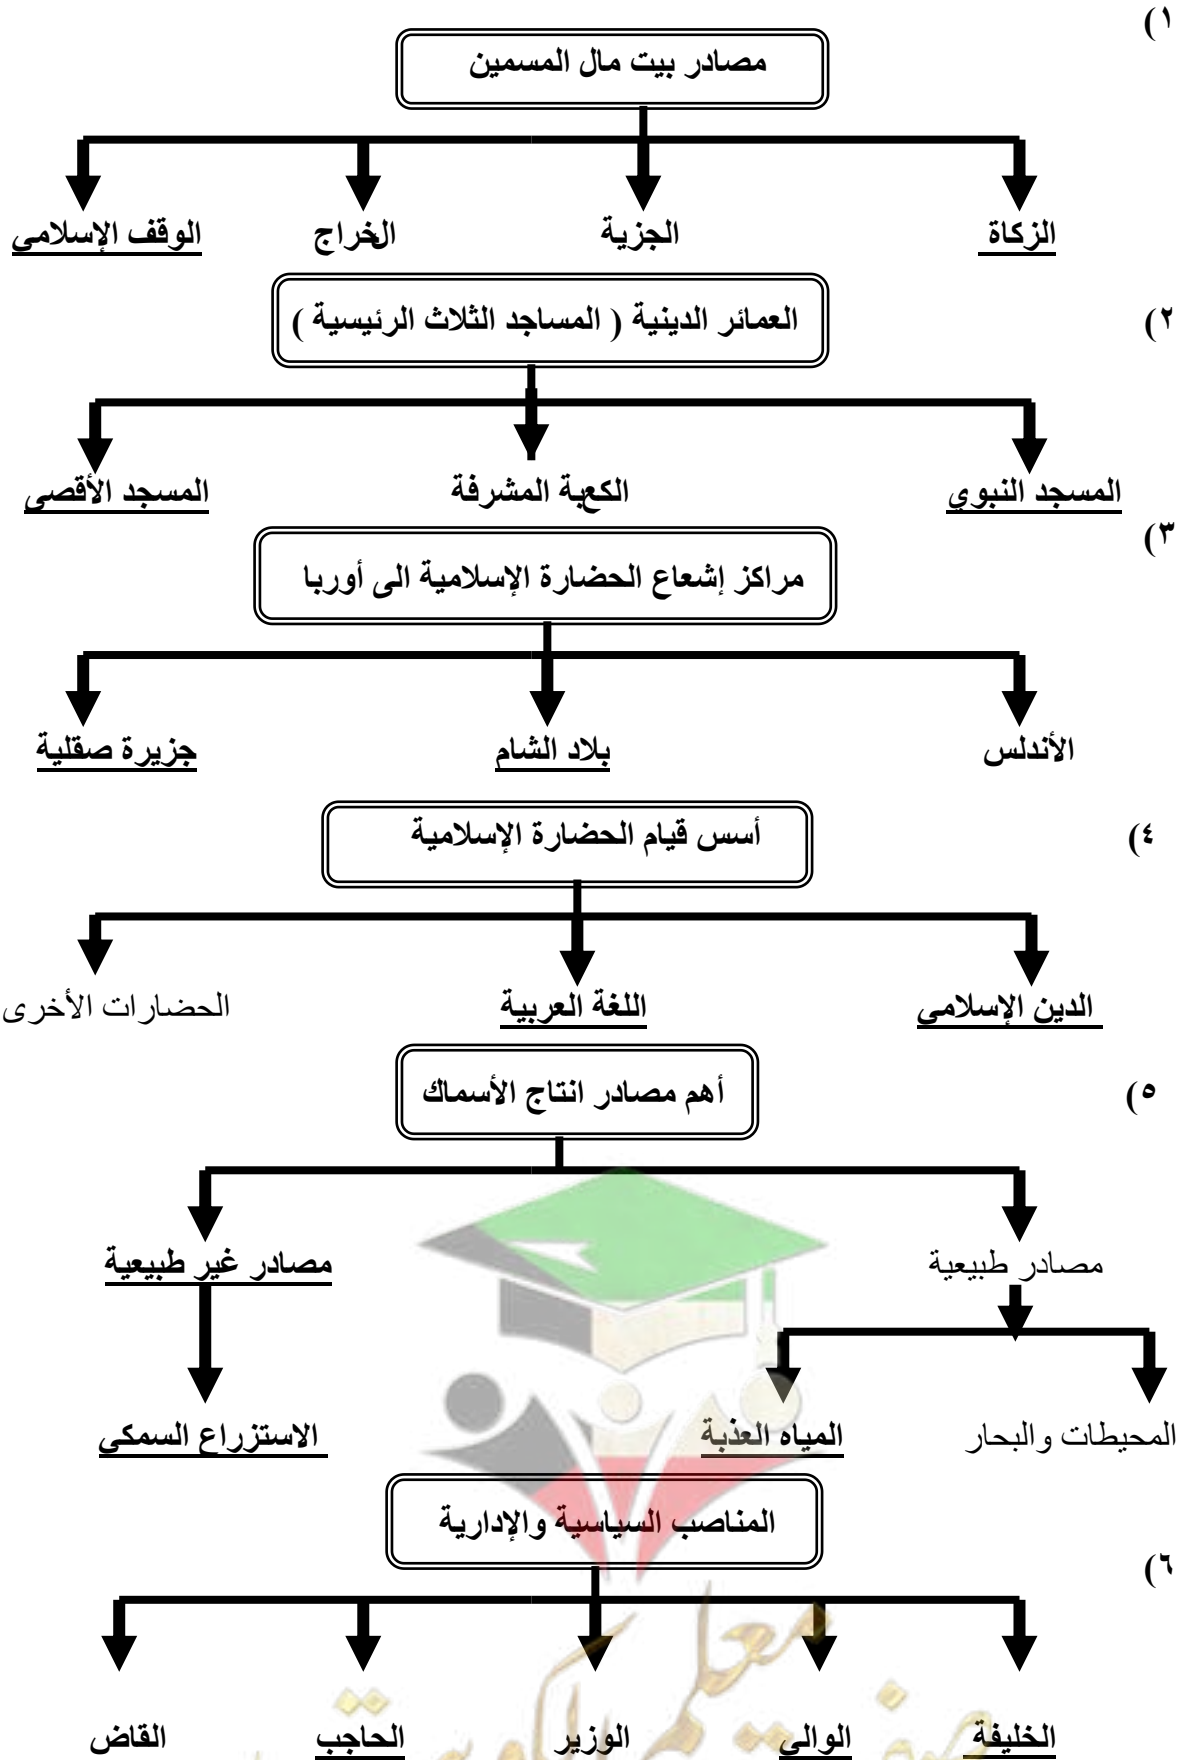 ١)
مصادر بيت مال المسمين
الزكاة الجزية الخراج الوقف الإسلامي
٢)
العمائر الدينية ( المساجد الثلاث الرئيسية )
المسجد النبوي الكعبة المشرفة المسجد الأقصى
٣)
مراكز إشعاع الحضارة الإسلامية الى أوربا
الأندلس بلاد الشام جزيرة صقلية
٤)
أسس قيام الحضارة الإسلامية
الدين الإسلامي اللغة العربية الحضارات الأخرى
٥)
أهم مصادر انتاج الأسماك
مصادر طبيعية مصادر غير طبيعية
المحيطات والبحار المياه العذبة الاستزراع السمكي
٦)
المناصب السياسية والإدارية
الخليفة الوالي الوزير الحاجب القاض
معلم